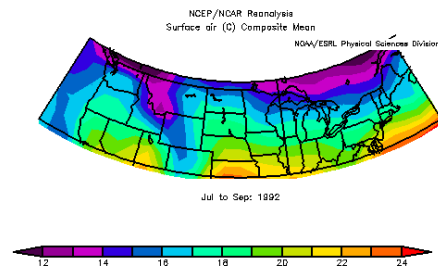 NCEP/NCAR Reanalysis
Surface air (C) Composite Mean
NOAA/ESRL Physical Sciences Division
Jul to Sep: 1992
12 14 16 18 20 22 24